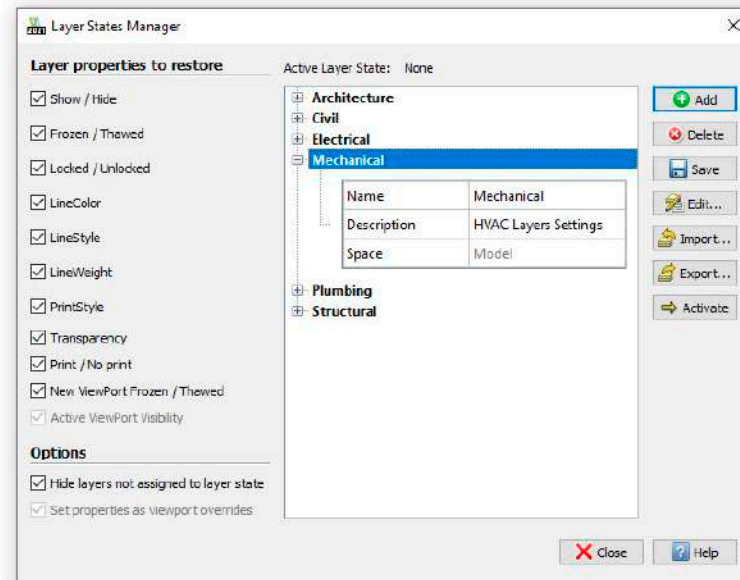 Layer States Manager
Layer properties to restore
Show / Hide
Frozen / Thawed
Locked / Unlocked
LineColor
LineStyle
LineWeight
PrintStyle
Transparency
Print / No print
New ViewPort Frozen / Thawed
Active ViewPort Visibility
Options
Hide layers not assigned to layer state
Set properties as viewport overrides
Active Layer State: None
Architecture
Civil
Electrical
Mechanical
Name Mechanical
Description HVAC Layers Settings
Space Model
Plumbing
Structural
Add
Delete
Save
Edit...
Import...
Export...
Activate
Close
Help